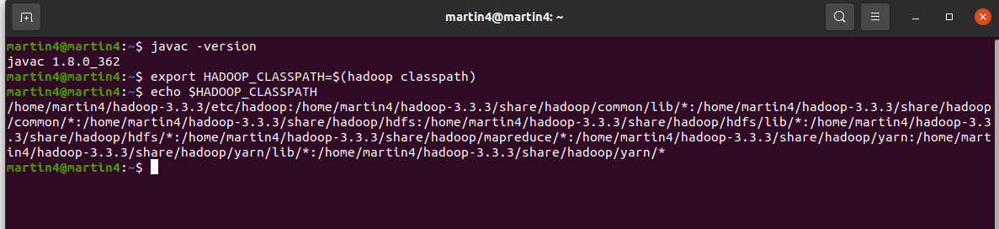 martin4@martin4: ~
martin4@martin4:~$ javac -version
javac 1.8.0_362
martin4@martin4:~$ export HADOOP_CLASSPATH=$(hadoop classpath)
martin4@martin4:~$ echo $HADOOP_CLASSPATH
/home/martin4/hadoop-3.3.3/etc/hadoop:/home/martin4/hadoop-3.3.3/share/hadoop/common/lib/*:/home/martin4/hadoop-3.3.3/share/hadoop
/common/*:/home/martin4/hadoop-3.3.3/share/hadoop/hdfs:/home/martin4/hadoop-3.3.3/share/hadoop/hdfs/lib/*:/home/martin4/hadoop-3.3
.3/share/hadoop/hdfs/*:/home/martin4/hadoop-3.3.3/share/hadoop/mapreduce/*:/home/martin4/hadoop-3.3.3/share/hadoop/yarn:/home/mart
in4/hadoop-3.3.3/share/hadoop/yarn/lib/*:/home/martin4/hadoop-3.3.3/share/hadoop/yarn/*
martin4@martin4:~$